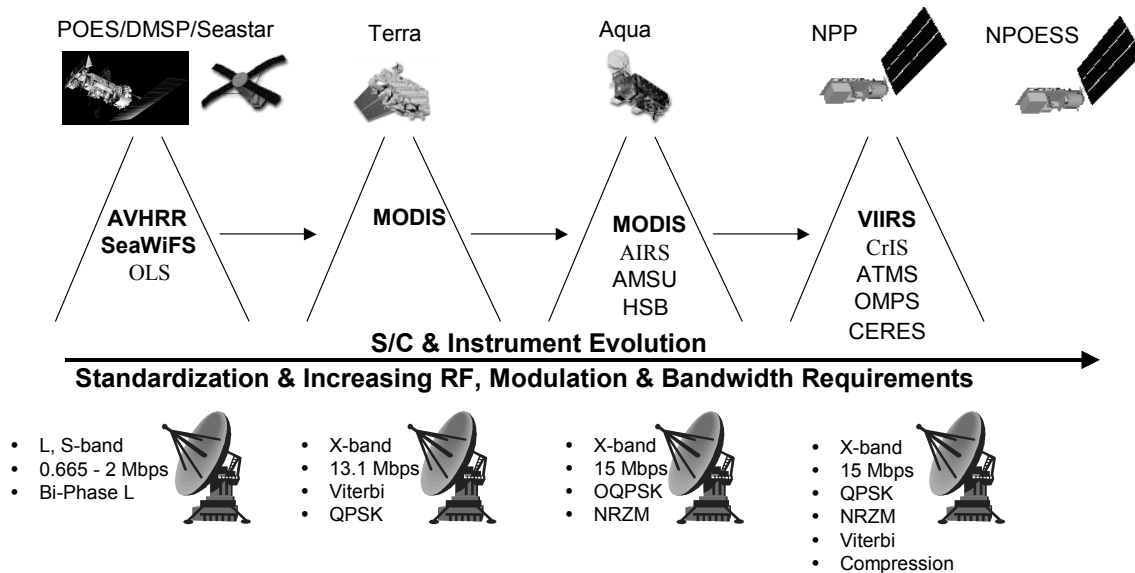 POES/DMSP/Seastar
Terra
Aqua
NPP
NPOESS
AVHRR
SeaWiFS
OLS
MODIS
MODIS
AIRS
AMSU
HSB
VIIRS
CrIS
ATMS
OMPS
CERES
S/C & Instrument Evolution
Standardization & Increasing RF, Modulation & Bandwidth Requirements
• L, S-band
• 0.665 - 2 Mbps
• Bi-Phase L
• X-band
• 13.1 Mbps
• Viterbi
• QPSK
• X-band
• 15 Mbps
• OQPSK
• NRZM
• X-band
• 15 Mbps
• QPSK
• NRZM
• Viterbi
• Compression